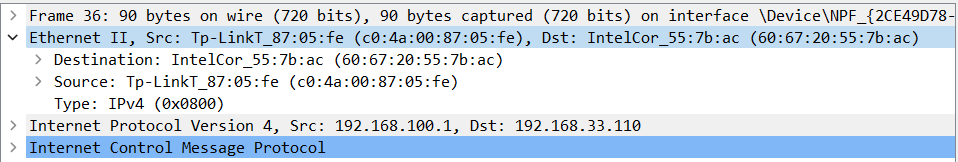 Frame 36: 90 bytes on wire (720 bits), 90 bytes captured (720 bits) on interface \Device\NPF_{2CE49D78-
Ethernet II, Src: Tp-LinkT_87:05:fe (c0:4a:00:87:05:fe), Dst: IntelCor_55:7b:ac (60:67:20:55:7b:ac)
Destination: IntelCor_55:7b:ac (60:67:20:55:7b:ac)
Source: Tp-LinkT_87:05:fe (c0:4a:00:87:05:fe)
Type: IPv4 (0x0800)
Internet Protocol Version 4, Src: 192.168.100.1, Dst: 192.168.33.110
Internet Control Message Protocol